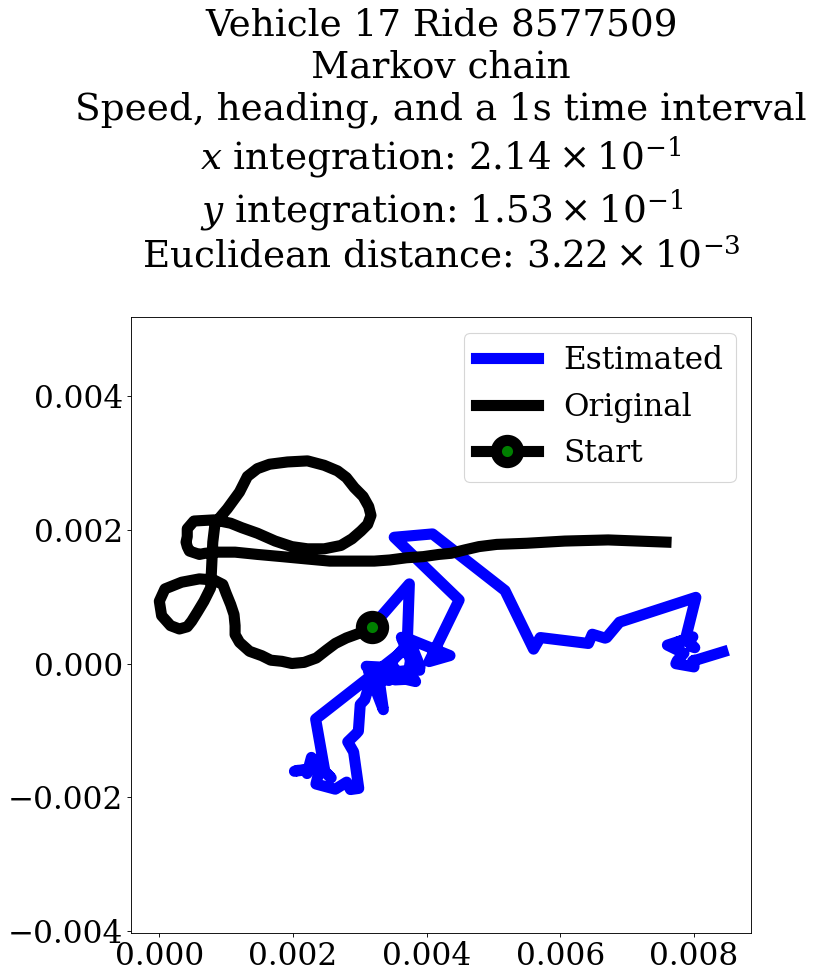 Vehicle 17 Ride 8577509
Markov chain
Speed, heading, and a 1s time interval
x integration: 2.14 × 10⁻¹
y integration: 1.53 × 10⁻¹
Euclidean distance: 3.22 × 10⁻³
Estimated
Original
Start
0.004
0.002
0.000
−0.002
−0.004
0.000 0.002 0.004 0.006 0.008